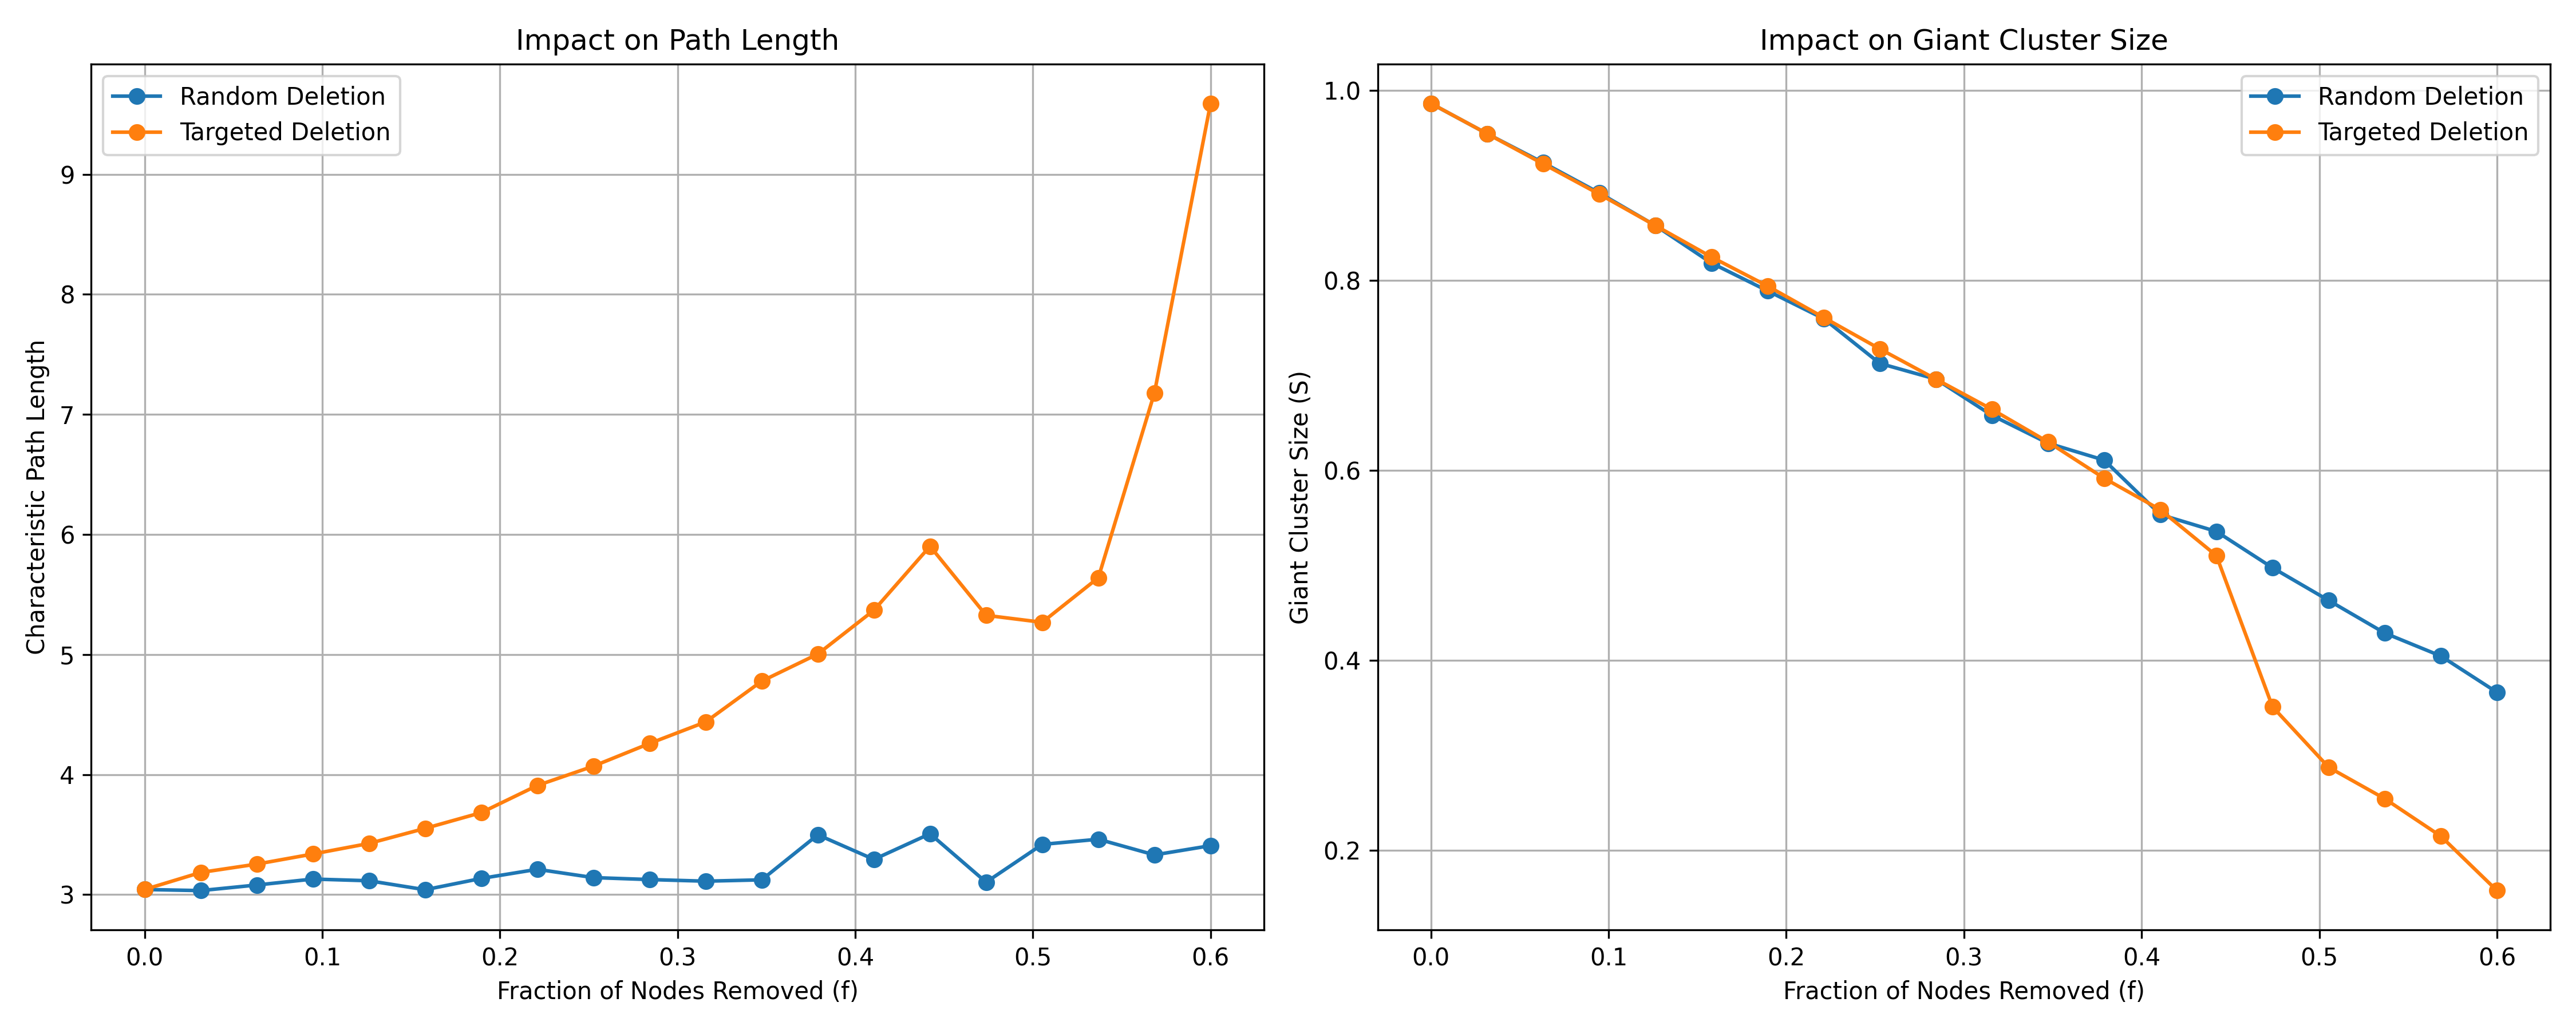 Impact on Path Length
Random Deletion
Targeted Deletion
9
8
7
6
5
4
3
Characteristic Path Length
0.0 0.1 0.2 0.3 0.4 0.5 0.6
Fraction of Nodes Removed (f)
Impact on Giant Cluster Size
Random Deletion
Targeted Deletion
1.0
0.8
0.6
0.4
0.2
Giant Cluster Size (S)
0.0 0.1 0.2 0.3 0.4 0.5 0.6
Fraction of Nodes Removed (f)